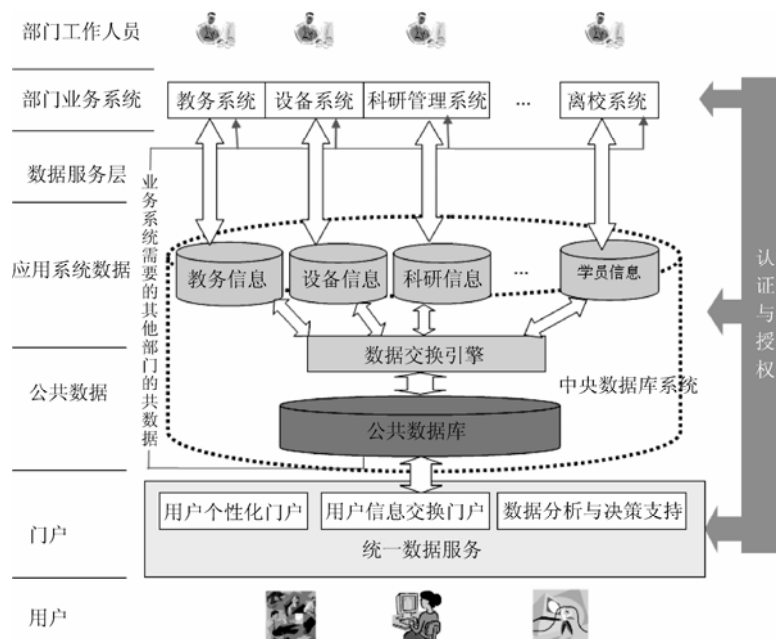 部门工作人员
部门业务系统
教务系统
设备系统
科研管理系统
...
离校系统
数据服务层
业务系统需要的其他部门的共数据
应用系统数据
教务信息
设备信息
科研信息
...
学员信息
认证与授权
数据交换引擎
公共数据
中央数据库系统
公共数据库
门户
用户个性化门户
用户信息交换门户
数据分析与决策支持
统一数据服务
用户